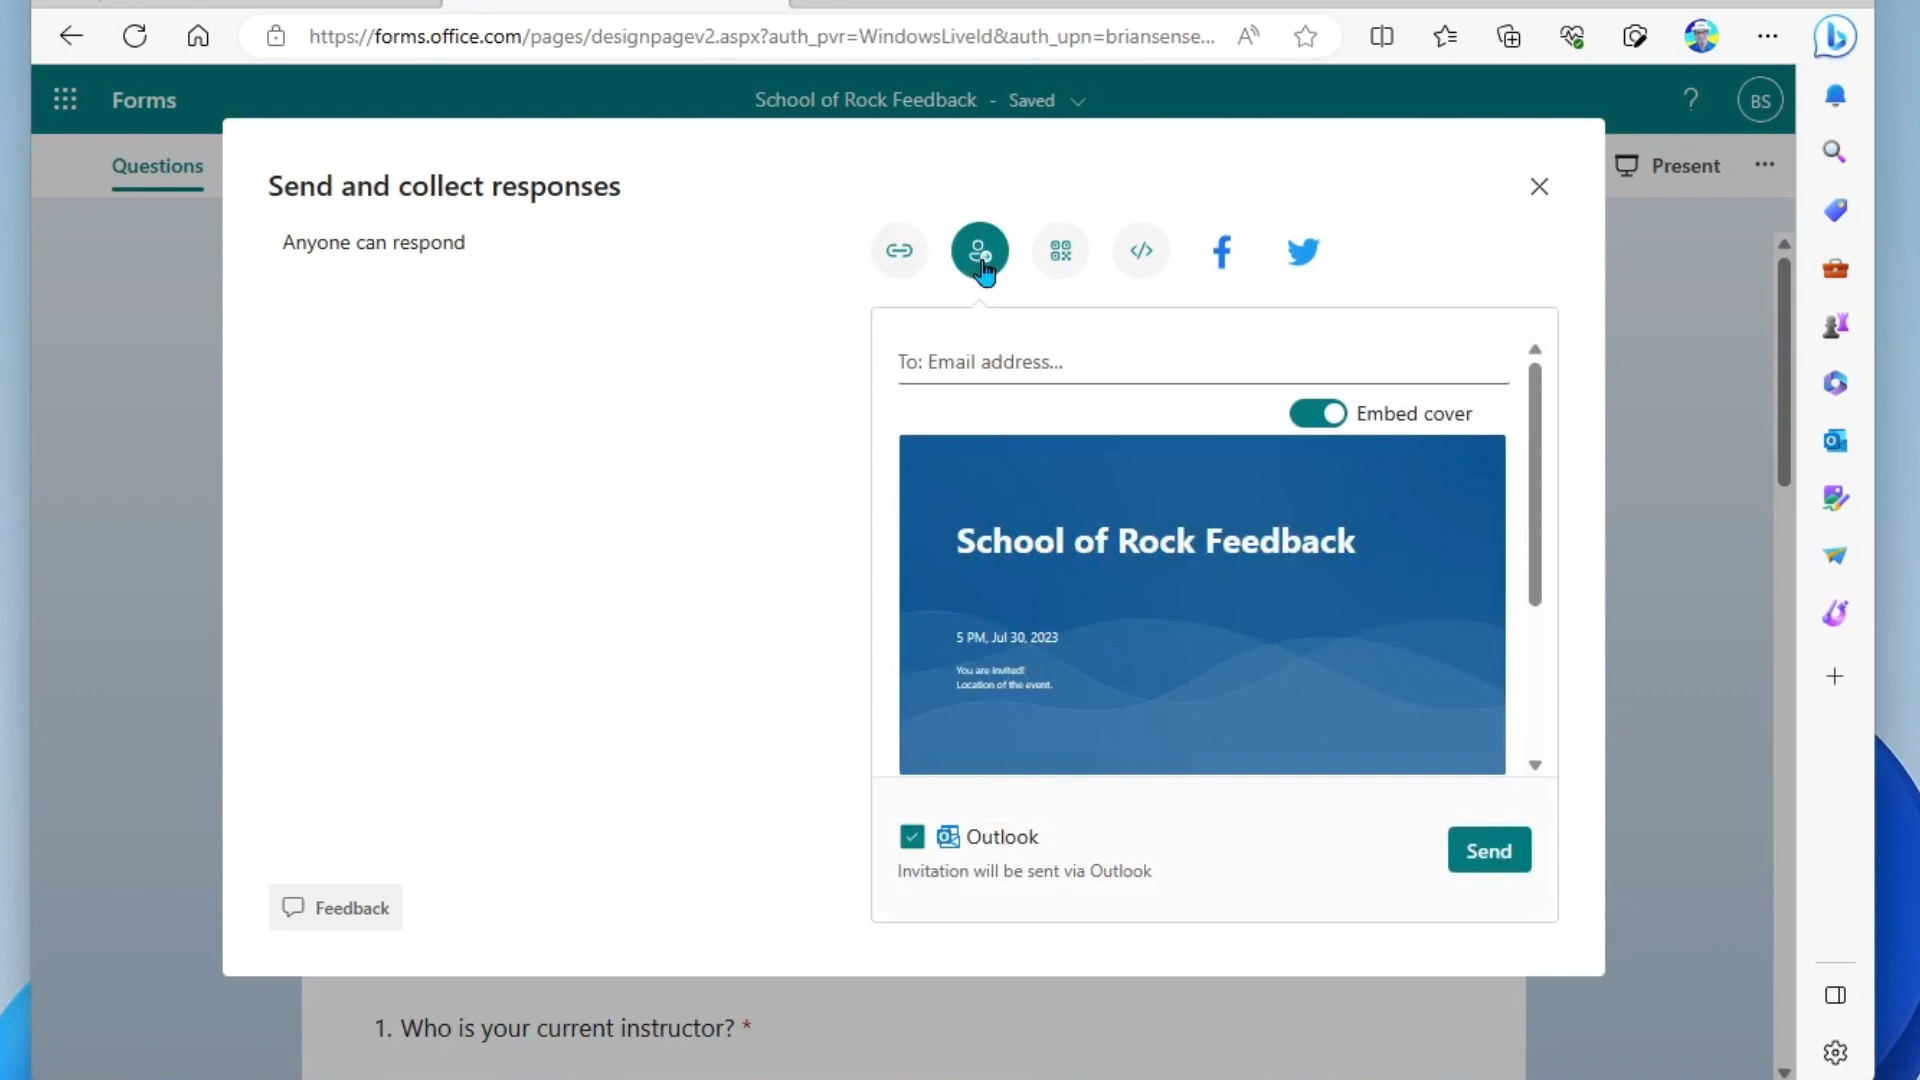 https://forms.office.com/pages/designpagev2.aspx?auth_pvr=WindowsLiveId&auth_upn=briansense...
Forms
School of Rock Feedback - Saved
?
BS
Questions
Present
Send and collect responses
Anyone can respond
To: Email address...
Embed cover
School of Rock Feedback
5 PM, Jul 30, 2023
You are invited!
Location of the event.
Outlook
Invitation will be sent via Outlook
Send
Feedback
1. Who is your current instructor? *